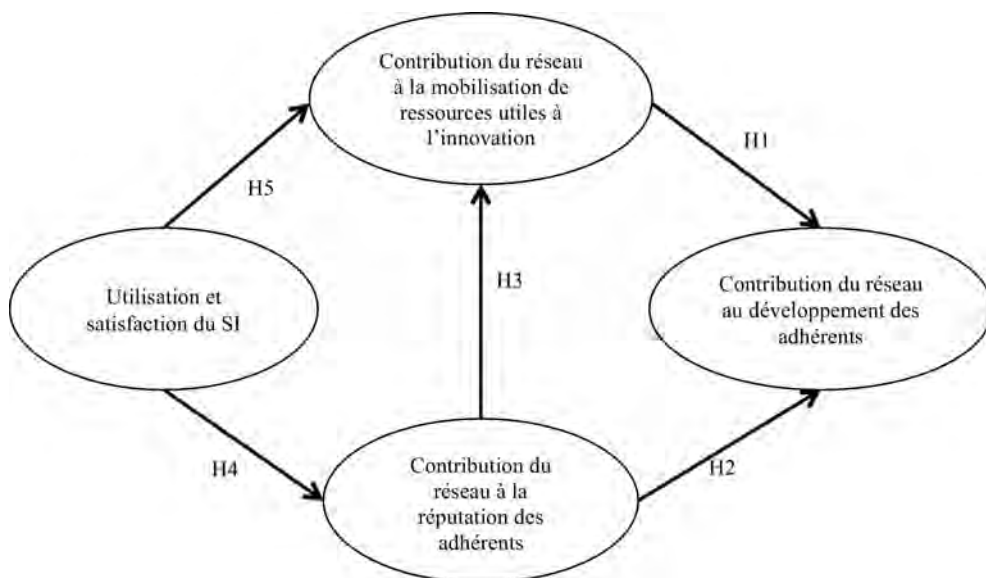 Contribution du réseau
à la mobilisation de
ressources utiles à
l'innovation
H1
H5
Utilisation et
satisfaction du SI
H3
Contribution du réseau
au développement des
adhérents
H4
Contribution du
réseau à la
réputation des
adhérents
H2